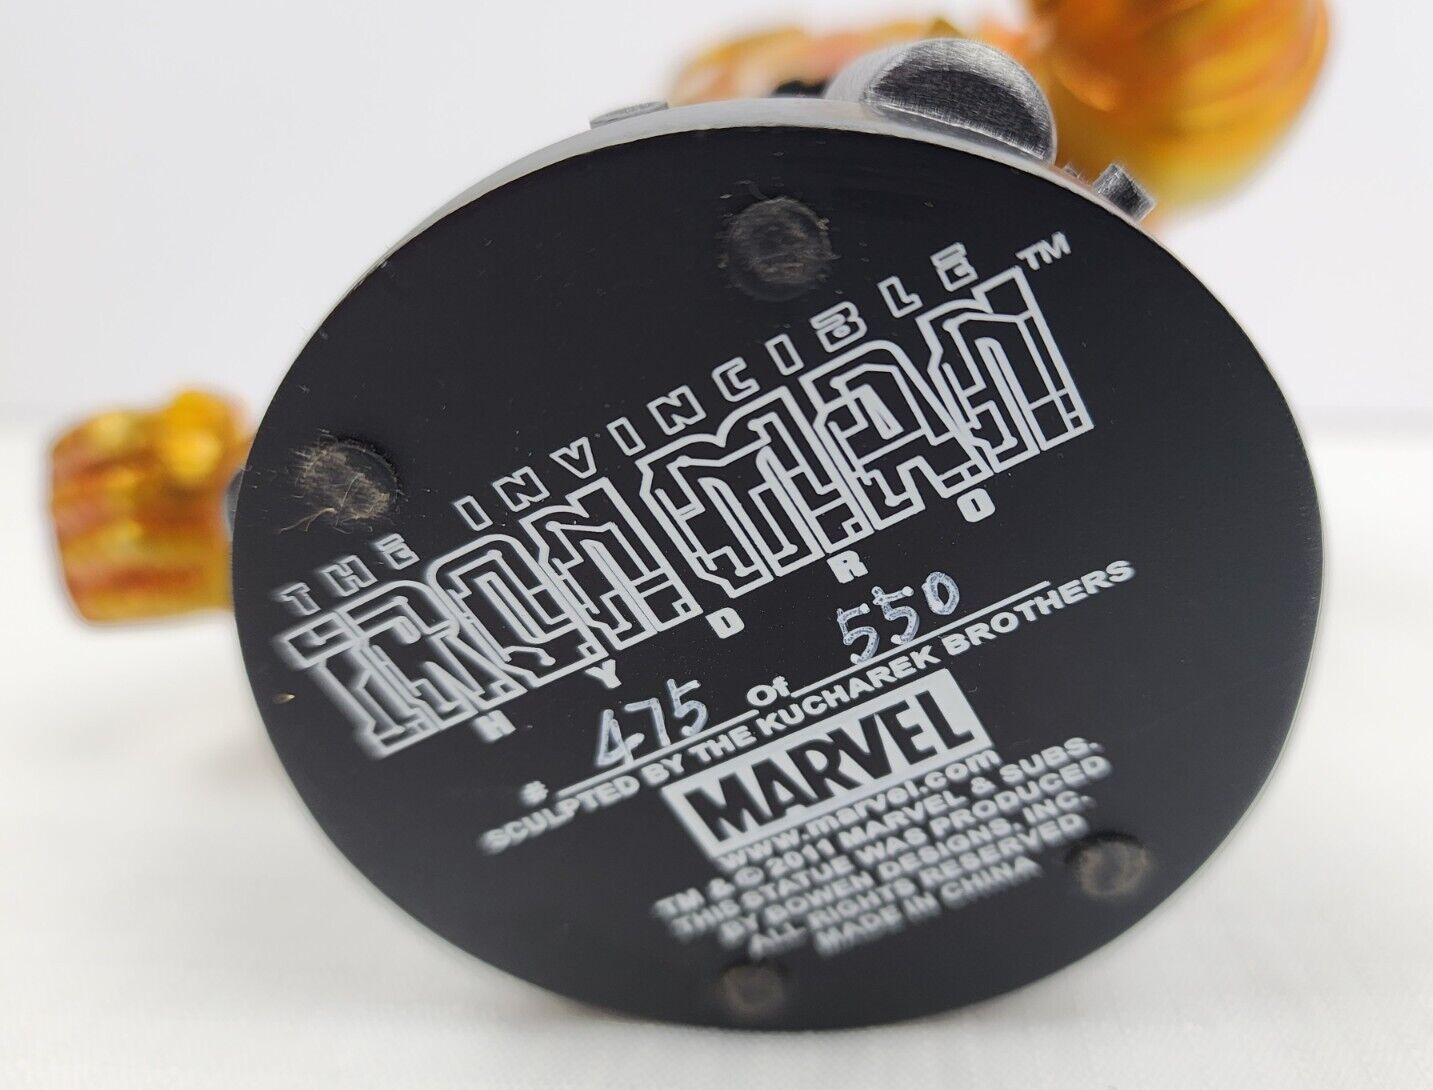 THE INVINCIBLE
IRON MAN™
HYDRO
# 475 Of 550
SCULPTED BY THE KUCHAREK BROTHERS
MARVEL
www.marvel.com
TM & © 2011 MARVEL & SUBS.
THIS STATUE WAS PRODUCED
BY BOWEN DESIGNS, INC.
ALL RIGHTS RESERVED
MADE IN CHINA